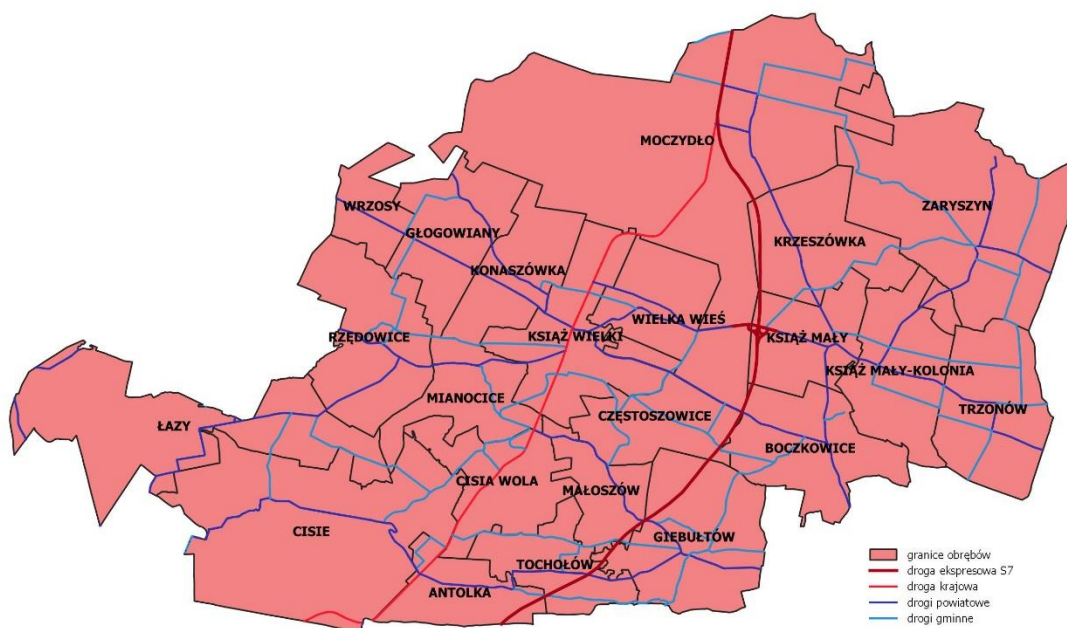 MOCZYDŁO
WRZOSY
ZARYSZYN
GŁOGOWIANY
KRZESZÓWKA
KONASZÓWKA
WIELKA WIEŚ
RZĘDOWICE
KSIĄŻ WIELKI
KSIĄŻ MAŁY
KSIĄŻ MAŁY-KOLONIA
MIANOCICE
TRZONÓW
CZĘSTOSZOWICE
ŁAZY
BOCZKOWICE
CISIA WOLA
MAŁOSZÓW
CISIE
GIEBUŁTÓW
TOCHOŁÓW
ANTOLKA
granice obrębów
droga ekspresowa S7
droga krajowa
drogi powiatowe
drogi gminne